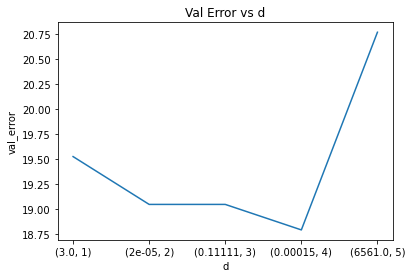 Val Error vs d
val_error
20.75
20.50
20.25
20.00
19.75
19.50
19.25
19.00
18.75
(3.0, 1) (2e-05, 2) (0.11111, 3) (0.00015, 4) (6561.0, 5)
d